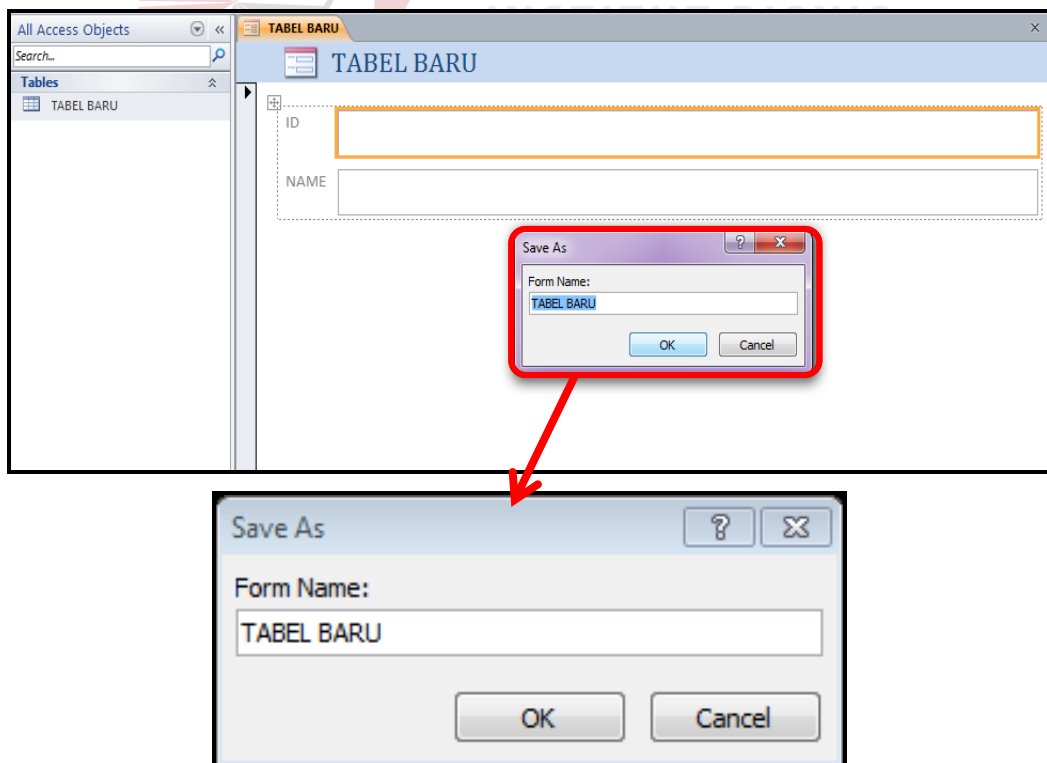 All Access Objects
Search...
Tables
TABEL BARU
TABEL BARU
TABEL BARU
ID
NAME
Save As
Form Name:
TABEL BARU
OK Cancel
Save As
Form Name:
TABEL BARU
OK Cancel